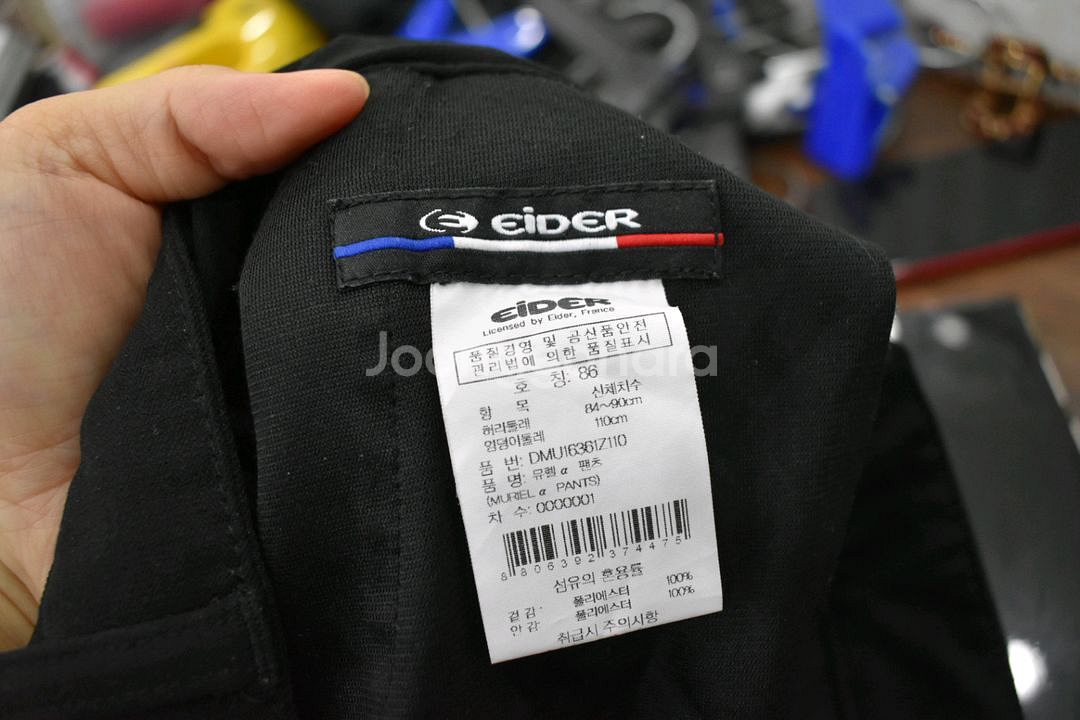 EiDER
EiDER
Licensed by Eider, France
품질경영 및 공산품안전
관리법에 의한 품질표시
호 칭: 86
항 목 신체치수
허리둘레 84~90cm
엉덩이둘레 110cm
품 번: DMU16361Z110
품 명: 뮤렐 α 팬츠
(MURIEL α PANTS)
차 수: 0000001
8 806392 374475
섬유의 혼용률
겉감: 폴리에스터 100%
안감: 폴리에스터 100%
취급시 주의사항